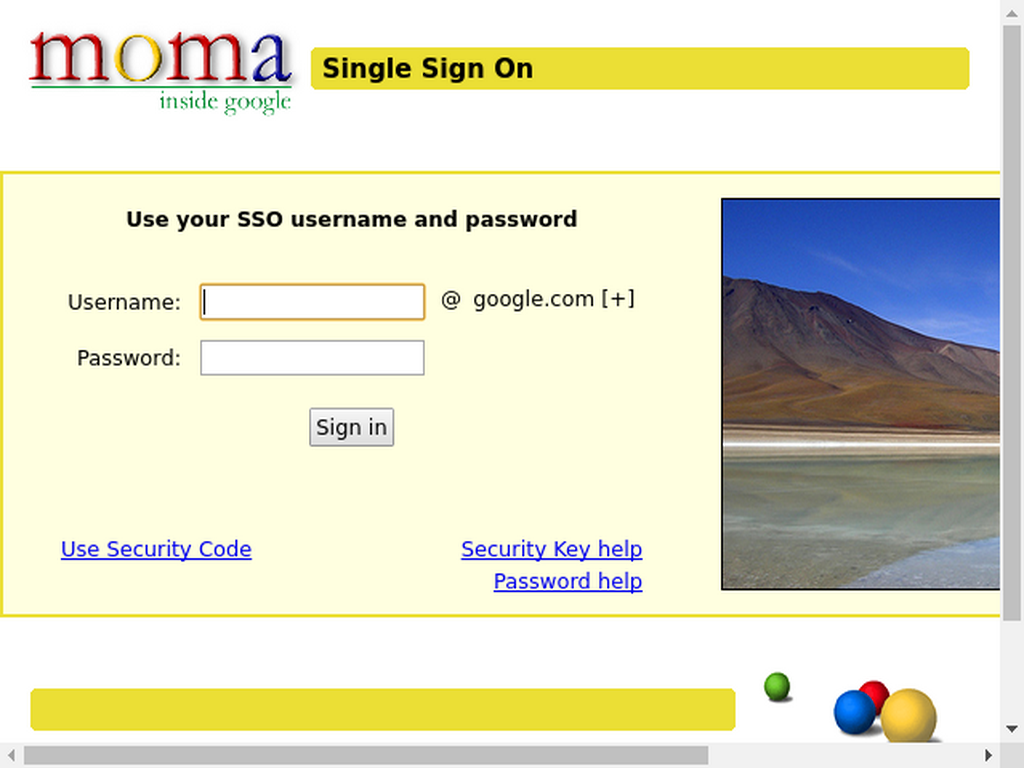 moma
inside google
Single Sign On
Use your SSO username and password
Username:
@ google.com [+]
Password:
Sign in
Use Security Code
Security Key help
Password help